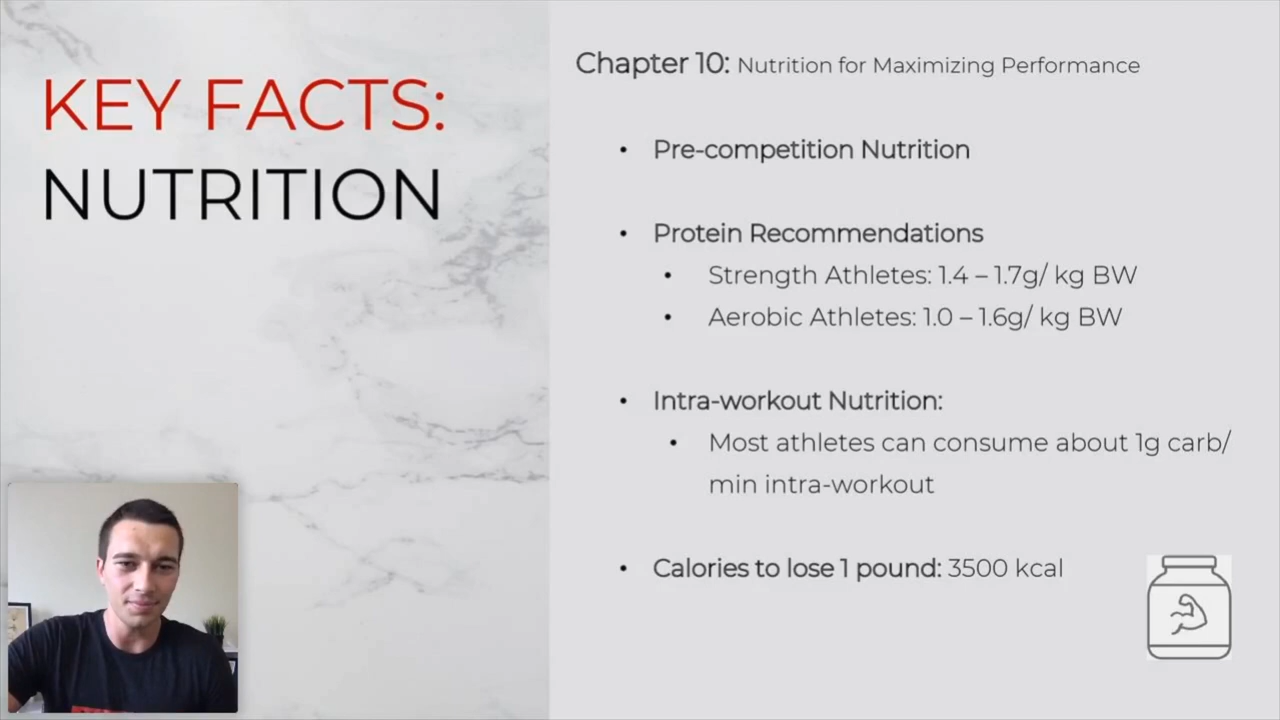 KEY FACTS:
NUTRITION
Chapter 10: Nutrition for Maximizing Performance
• Pre-competition Nutrition
• Protein Recommendations
• Strength Athletes: 1.4 – 1.7g/ kg BW
• Aerobic Athletes: 1.0 – 1.6g/ kg BW
• Intra-workout Nutrition:
• Most athletes can consume about 1g carb/
min intra-workout
• Calories to lose 1 pound: 3500 kcal